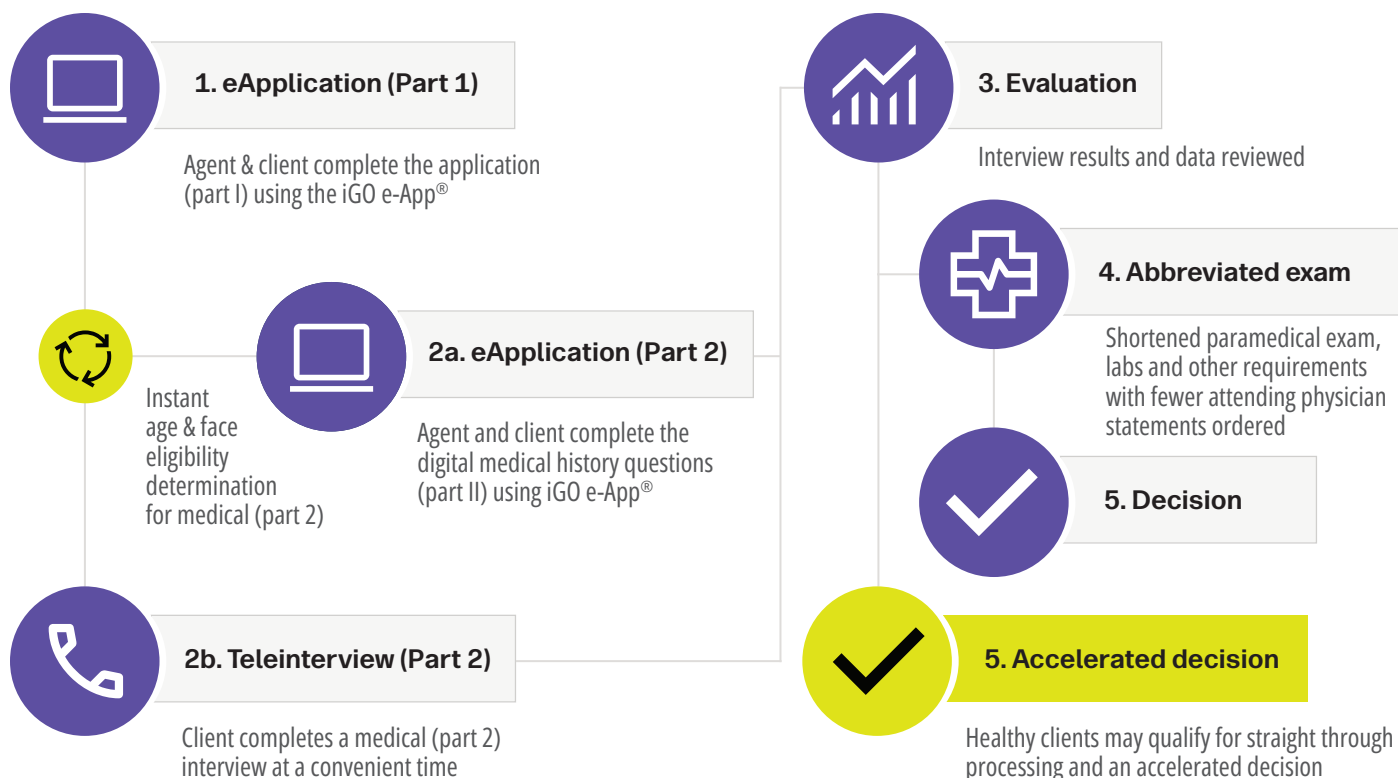 1. eApplication (Part 1)
Agent & client complete the application
(part I) using the iGO e-App®
Instant
age & face
eligibility
determination
for medical (part 2)
2a. eApplication (Part 2)
Agent and client complete the
digital medical history questions
(part II) using iGO e-App®
2b. Teleinterview (Part 2)
Client completes a medical (part 2)
interview at a convenient time
3. Evaluation
Interview results and data reviewed
4. Abbreviated exam
Shortened paramedical exam,
labs and other requirements
with fewer attending physician
statements ordered
5. Decision
5. Accelerated decision
Healthy clients may qualify for straight through
processing and an accelerated decision